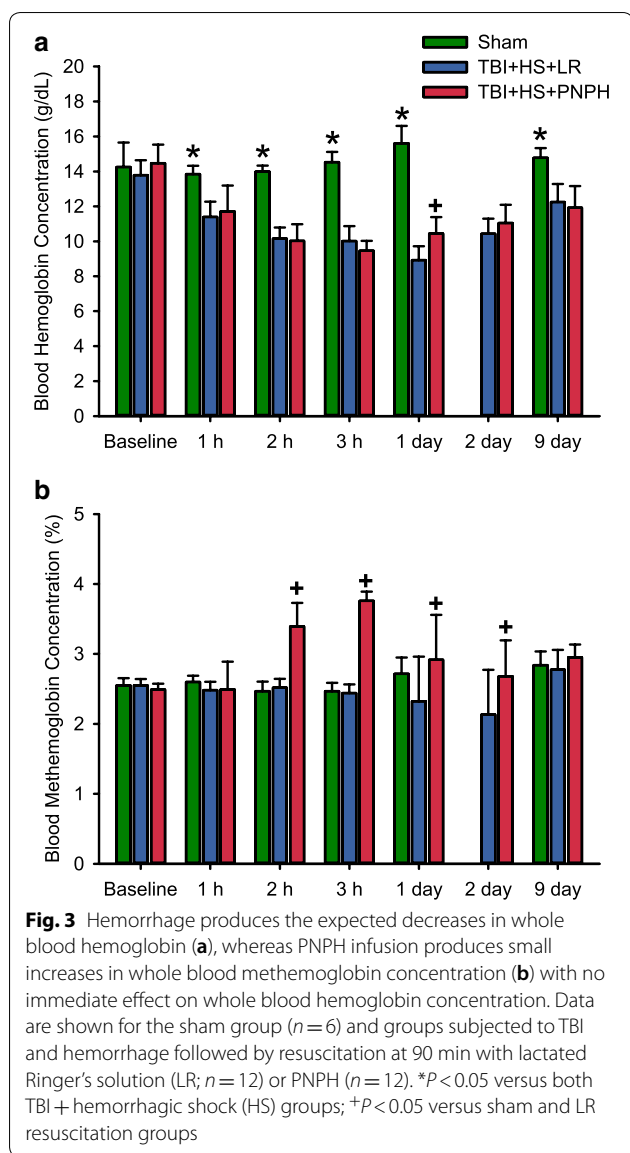 a
Sham
TBI+HS+LR
TBI+HS+PNPH
Blood Hemoglobin Concentration (g/dL)
20
18
16
14
12
10
8
6
4
2
0
* * * * + *
Baseline 1 h 2 h 3 h 1 day 2 day 9 day
b
Blood Methemoglobin Concentration (%)
5
4
3
2
1
0
+ + + +
Baseline 1 h 2 h 3 h 1 day 2 day 9 day
Fig. 3 Hemorrhage produces the expected decreases in whole
blood hemoglobin (a), whereas PNPH infusion produces small
increases in whole blood methemoglobin concentration (b) with no
immediate effect on whole blood hemoglobin concentration. Data
are shown for the sham group (n = 6) and groups subjected to TBI
and hemorrhage followed by resuscitation at 90 min with lactated
Ringer’s solution (LR; n = 12) or PNPH (n = 12). *P < 0.05 versus both
TBI + hemorrhagic shock (HS) groups; +P < 0.05 versus sham and LR
resuscitation groups